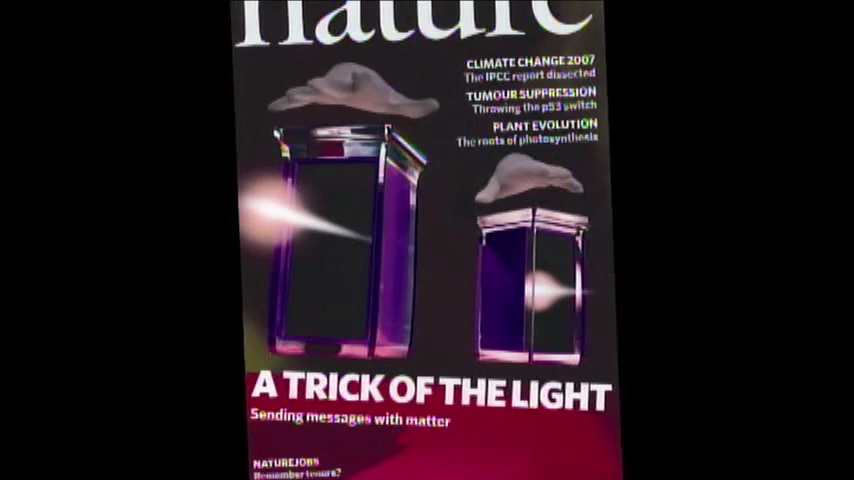 nature
CLIMATE CHANGE 2007
The IPCC report dissected
TUMOUR SUPPRESSION
Throwing the p53 switch
PLANT EVOLUTION
The roots of photosynthesis
A TRICK OF THE LIGHT
Sending messages with matter
NATUREJOBS
Remember tenure?